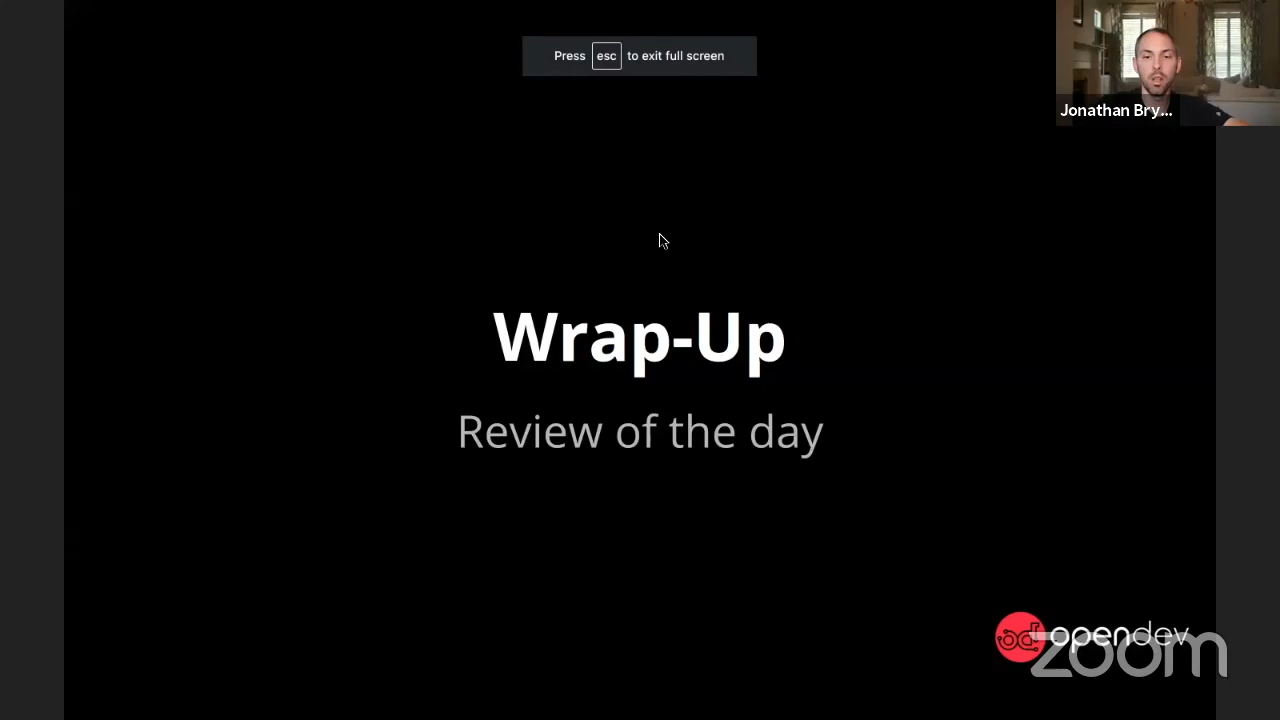 Press esc to exit full screen
Jonathan Bry...
Wrap-Up
Review of the day
opendev
zoom